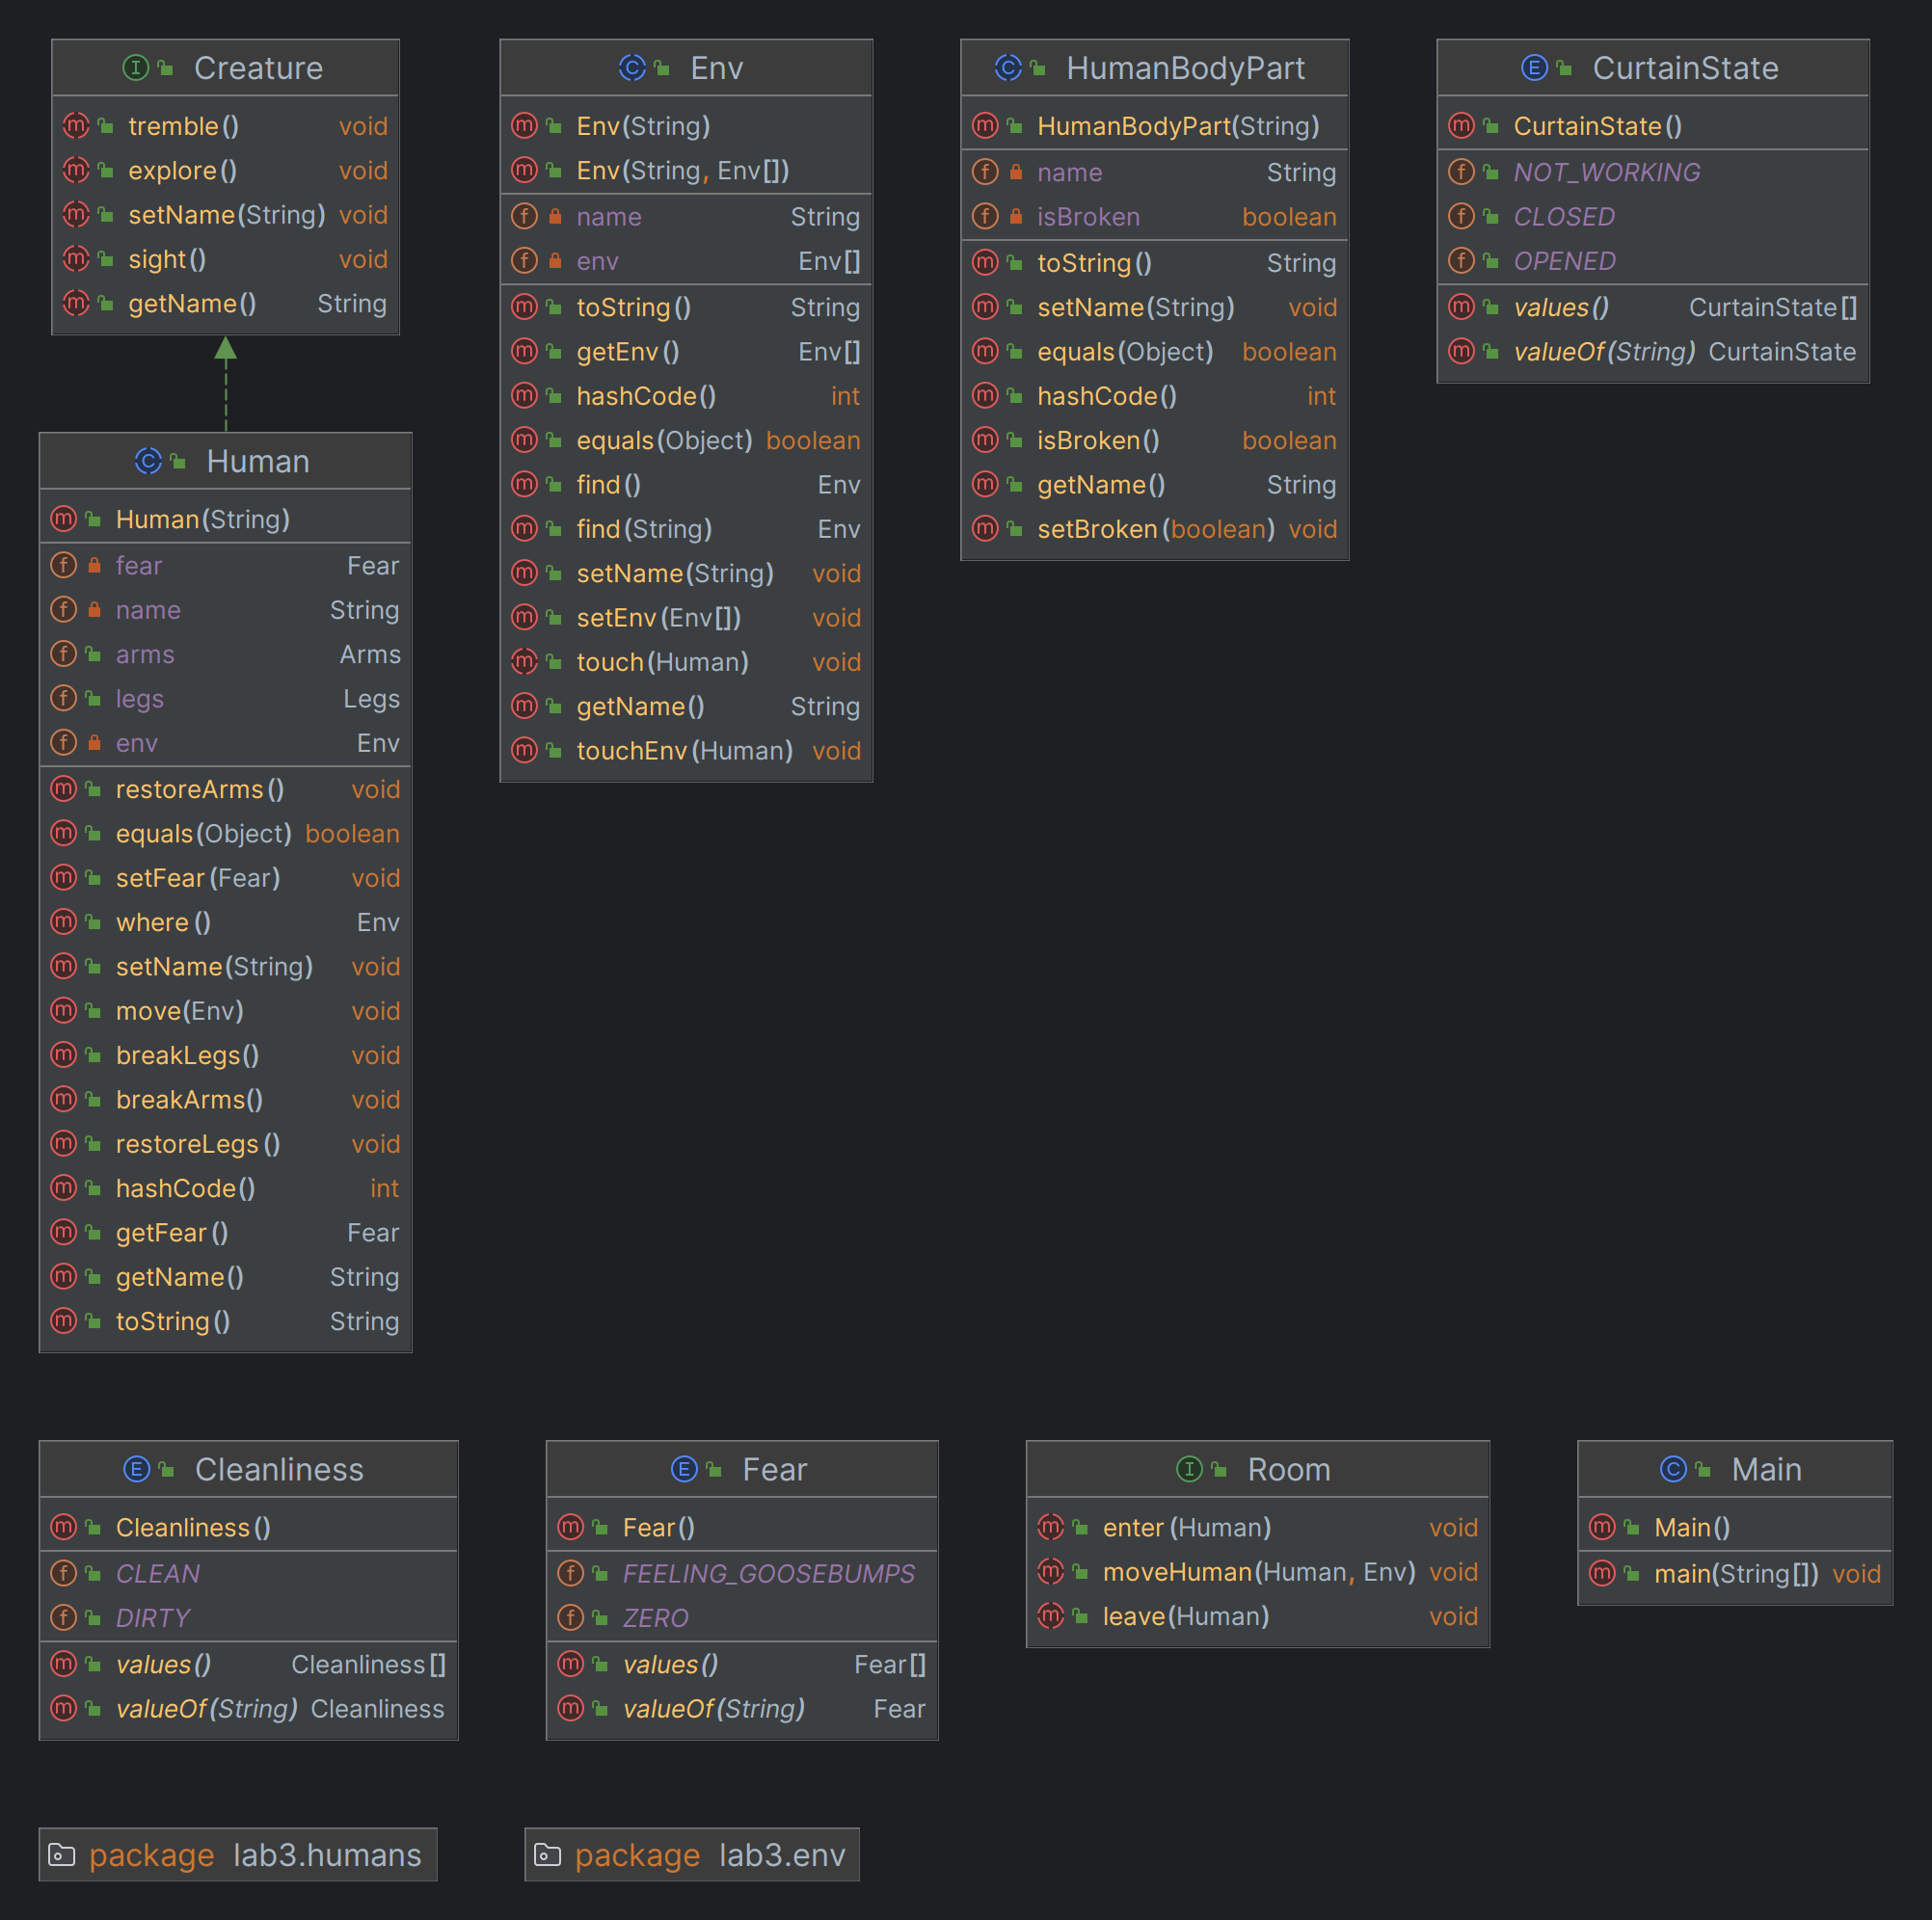 Creature
tremble() void
explore() void
setName(String) void
sight() void
getName() String
Env
Env(String)
Env(String, Env[])
name String
env Env[]
toString() String
getEnv() Env[]
hashCode() int
equals(Object) boolean
find() Env
find(String) Env
setName(String) void
setEnv(Env[]) void
touch(Human) void
getName() String
touchEnv(Human) void
HumanBodyPart
HumanBodyPart(String)
name String
isBroken boolean
toString() String
setName(String) void
equals(Object) boolean
hashCode() int
isBroken() boolean
getName() String
setBroken(boolean) void
CurtainState
CurtainState()
NOT_WORKING
CLOSED
OPENED
values() CurtainState[]
valueOf(String) CurtainState
Human
Human(String)
fear Fear
name String
arms Arms
legs Legs
env Env
restoreArms() void
equals(Object) boolean
setFear(Fear) void
where() Env
setName(String) void
move(Env) void
breakLegs() void
breakArms() void
restoreLegs() void
hashCode() int
getFear() Fear
getName() String
toString() String
Cleanliness
Cleanliness()
CLEAN
DIRTY
values() Cleanliness[]
valueOf(String) Cleanliness
Fear
Fear()
FEELING_GOOSEBUMPS
ZERO
values() Fear[]
valueOf(String) Fear
Room
enter(Human) void
moveHuman(Human, Env) void
leave(Human) void
Main
Main()
main(String[]) void
package lab3.humans
package lab3.env